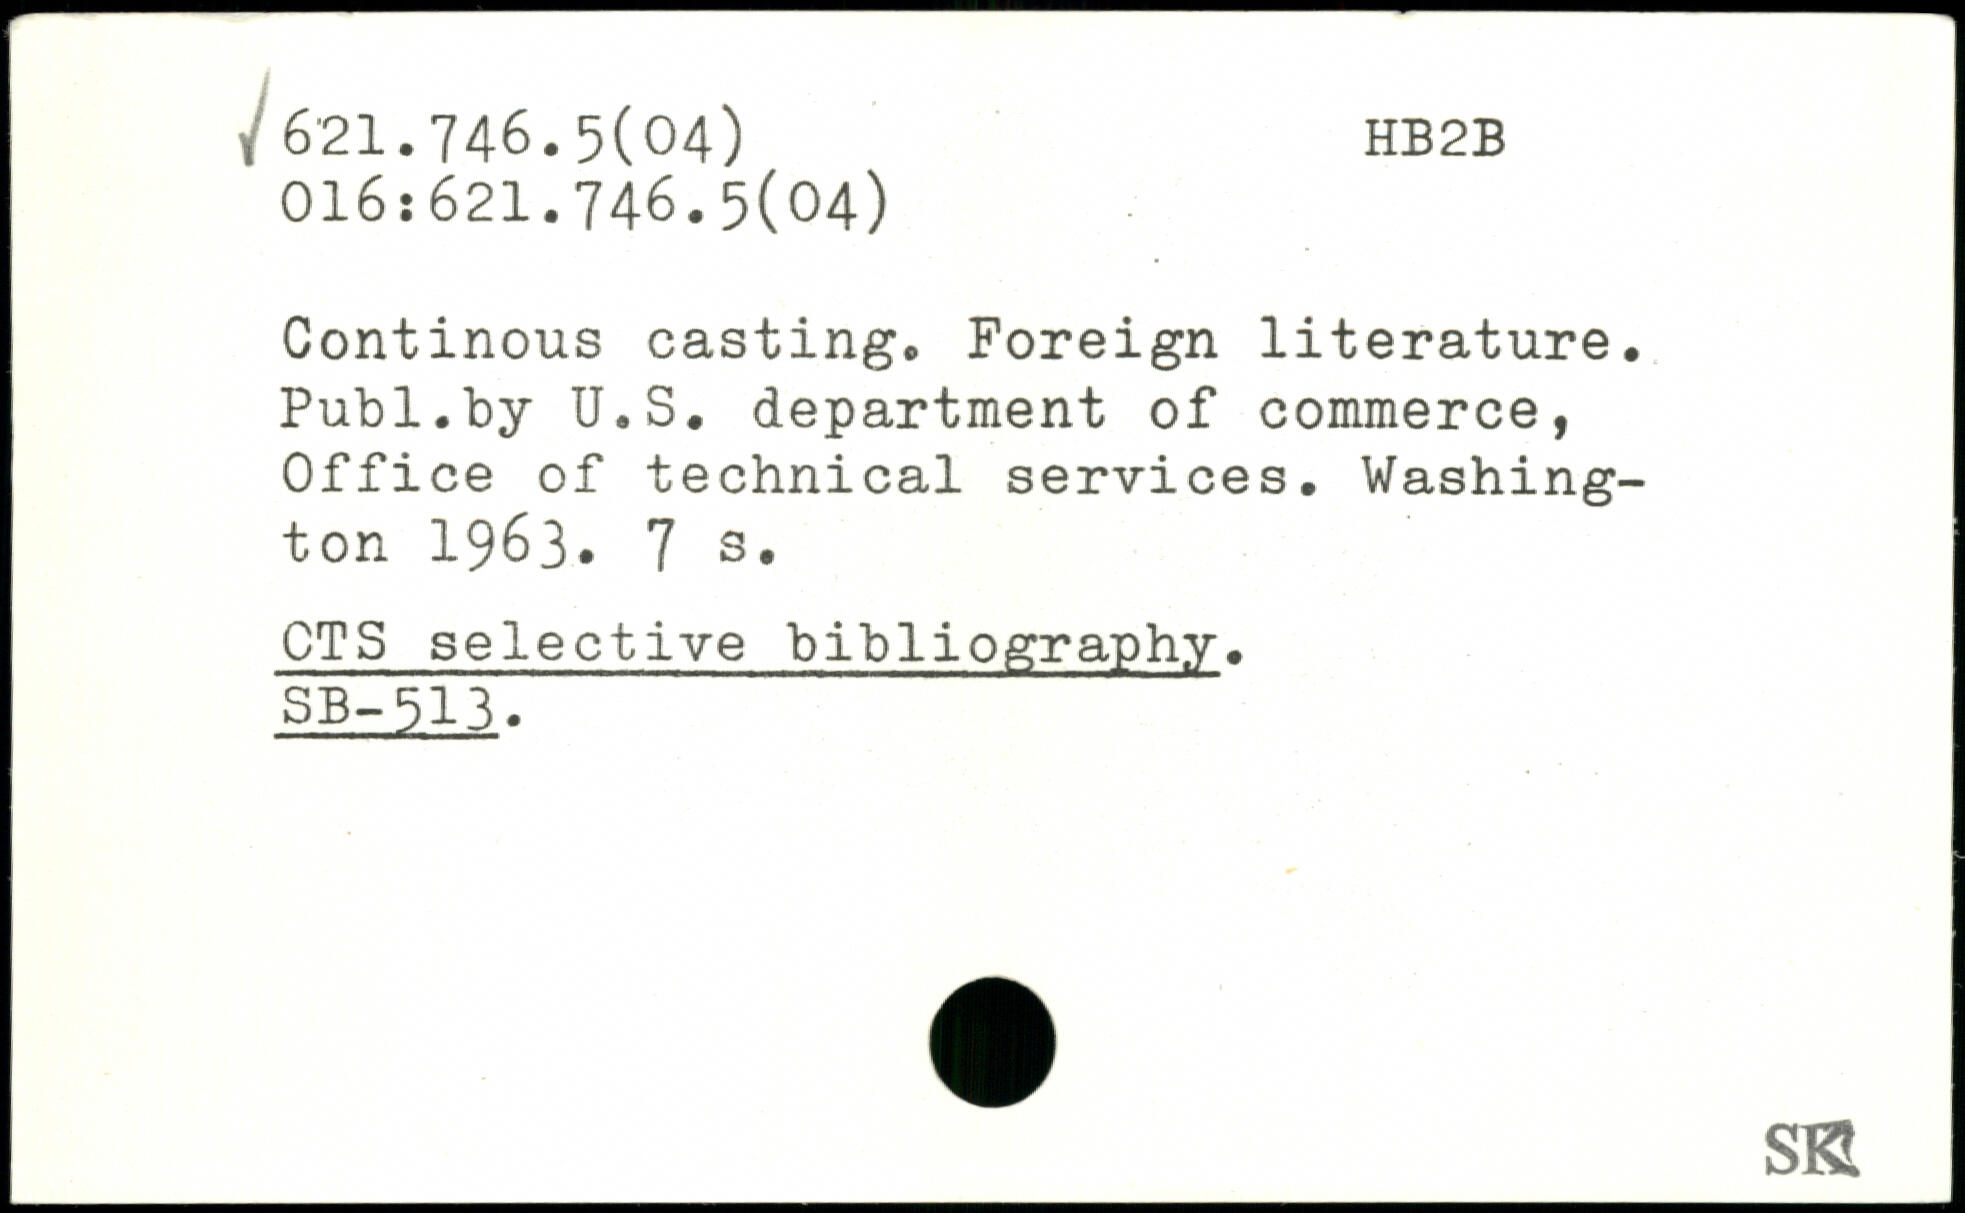 621.746.5(04) HB2B
016:621.746.5(04)
Continous casting. Foreign literature.
Publ.by U.S. department of commerce,
Office of technical services. Washing-
ton 1963. 7 s.
CTS selective bibliography.
SB-513.
SK